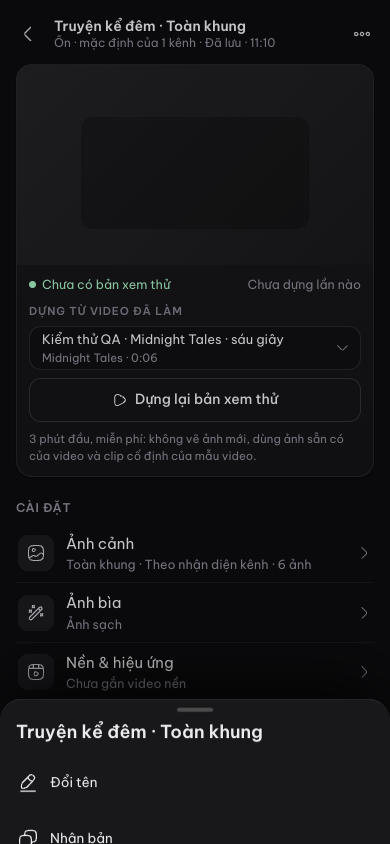 Truyện kể đêm · Toàn khung
Ổn · mặc định của 1 kênh · Đã lưu · 11:10
Chưa có bản xem thử
Chưa dựng lần nào
DỰNG TỪ VIDEO ĐÃ LÀM
Kiểm thử QA · Midnight Tales · sáu giây
Midnight Tales · 0:06
Dựng lại bản xem thử
3 phút đầu, miễn phí: không vẽ ảnh mới, dùng ảnh sẵn có
của video và clip cố định của mẫu video.
CÀI ĐẶT
Ảnh cảnh
Toàn khung · Theo nhận diện kênh · 6 ảnh
Ảnh bìa
Ảnh sạch
Nền & hiệu ứng
Chưa gắn video nền
Truyện kể đêm · Toàn khung
Đổi tên
Nhân bản